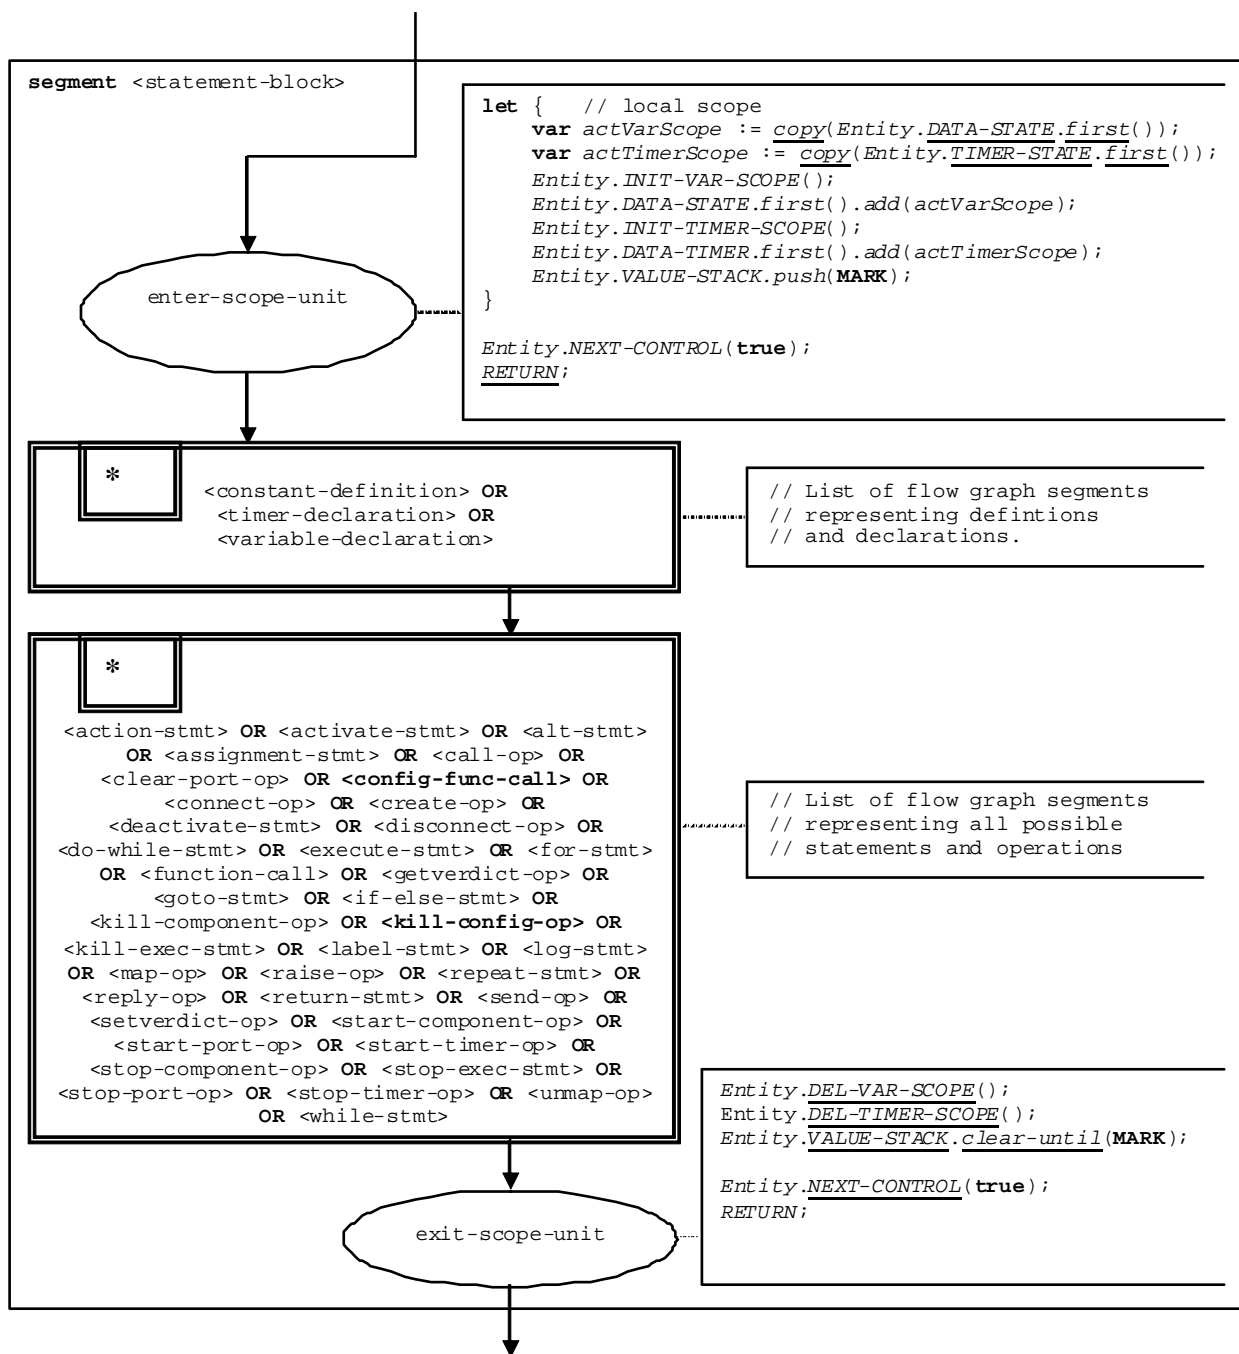 segment <statement-block>
let {   // local scope
var actVarScope := copy(Entity.DATA-STATE.first());
var actTimerScope := copy(Entity.TIMER-STATE.first());
Entity.INIT-VAR-SCOPE();
Entity.DATA-STATE.first().add(actVarScope);
Entity.INIT-TIMER-SCOPE();
Entity.DATA-TIMER.first().add(actTimerScope);
Entity.VALUE-STACK.push(MARK);
}
Entity.NEXT-CONTROL(true);
RETURN;
enter-scope-unit
*
<constant-definition> OR
<timer-declaration> OR
<variable-declaration>
// List of flow graph segments
// representing defintions
// and declarations.
*
<action-stmt> OR <activate-stmt> OR <alt-stmt>
OR <assignment-stmt> OR <call-op> OR
<clear-port-op> OR <config-func-call> OR
<connect-op> OR <create-op> OR
<deactivate-stmt> OR <disconnect-op> OR
<do-while-stmt> OR <execute-stmt> OR <for-stmt>
OR <function-call> OR <getverdict-op> OR
<goto-stmt> OR <if-else-stmt> OR
<kill-component-op> OR <kill-config-op> OR
<kill-exec-stmt> OR <label-stmt> OR <log-stmt>
OR <map-op> OR <raise-op> OR <repeat-stmt> OR
<reply-op> OR <return-stmt> OR <send-op> OR
<setverdict-op> OR <start-component-op> OR
<start-port-op> OR <start-timer-op> OR
<stop-component-op> OR <stop-exec-stmt> OR
<stop-port-op> OR <stop-timer-op> OR <unmap-op>
OR <while-stmt>
// List of flow graph segments
// representing all possible
// statements and operations
Entity.DEL-VAR-SCOPE();
Entity.DEL-TIMER-SCOPE();
Entity.VALUE-STACK.clear-until(MARK);
Entity.NEXT-CONTROL(true);
RETURN;
exit-scope-unit